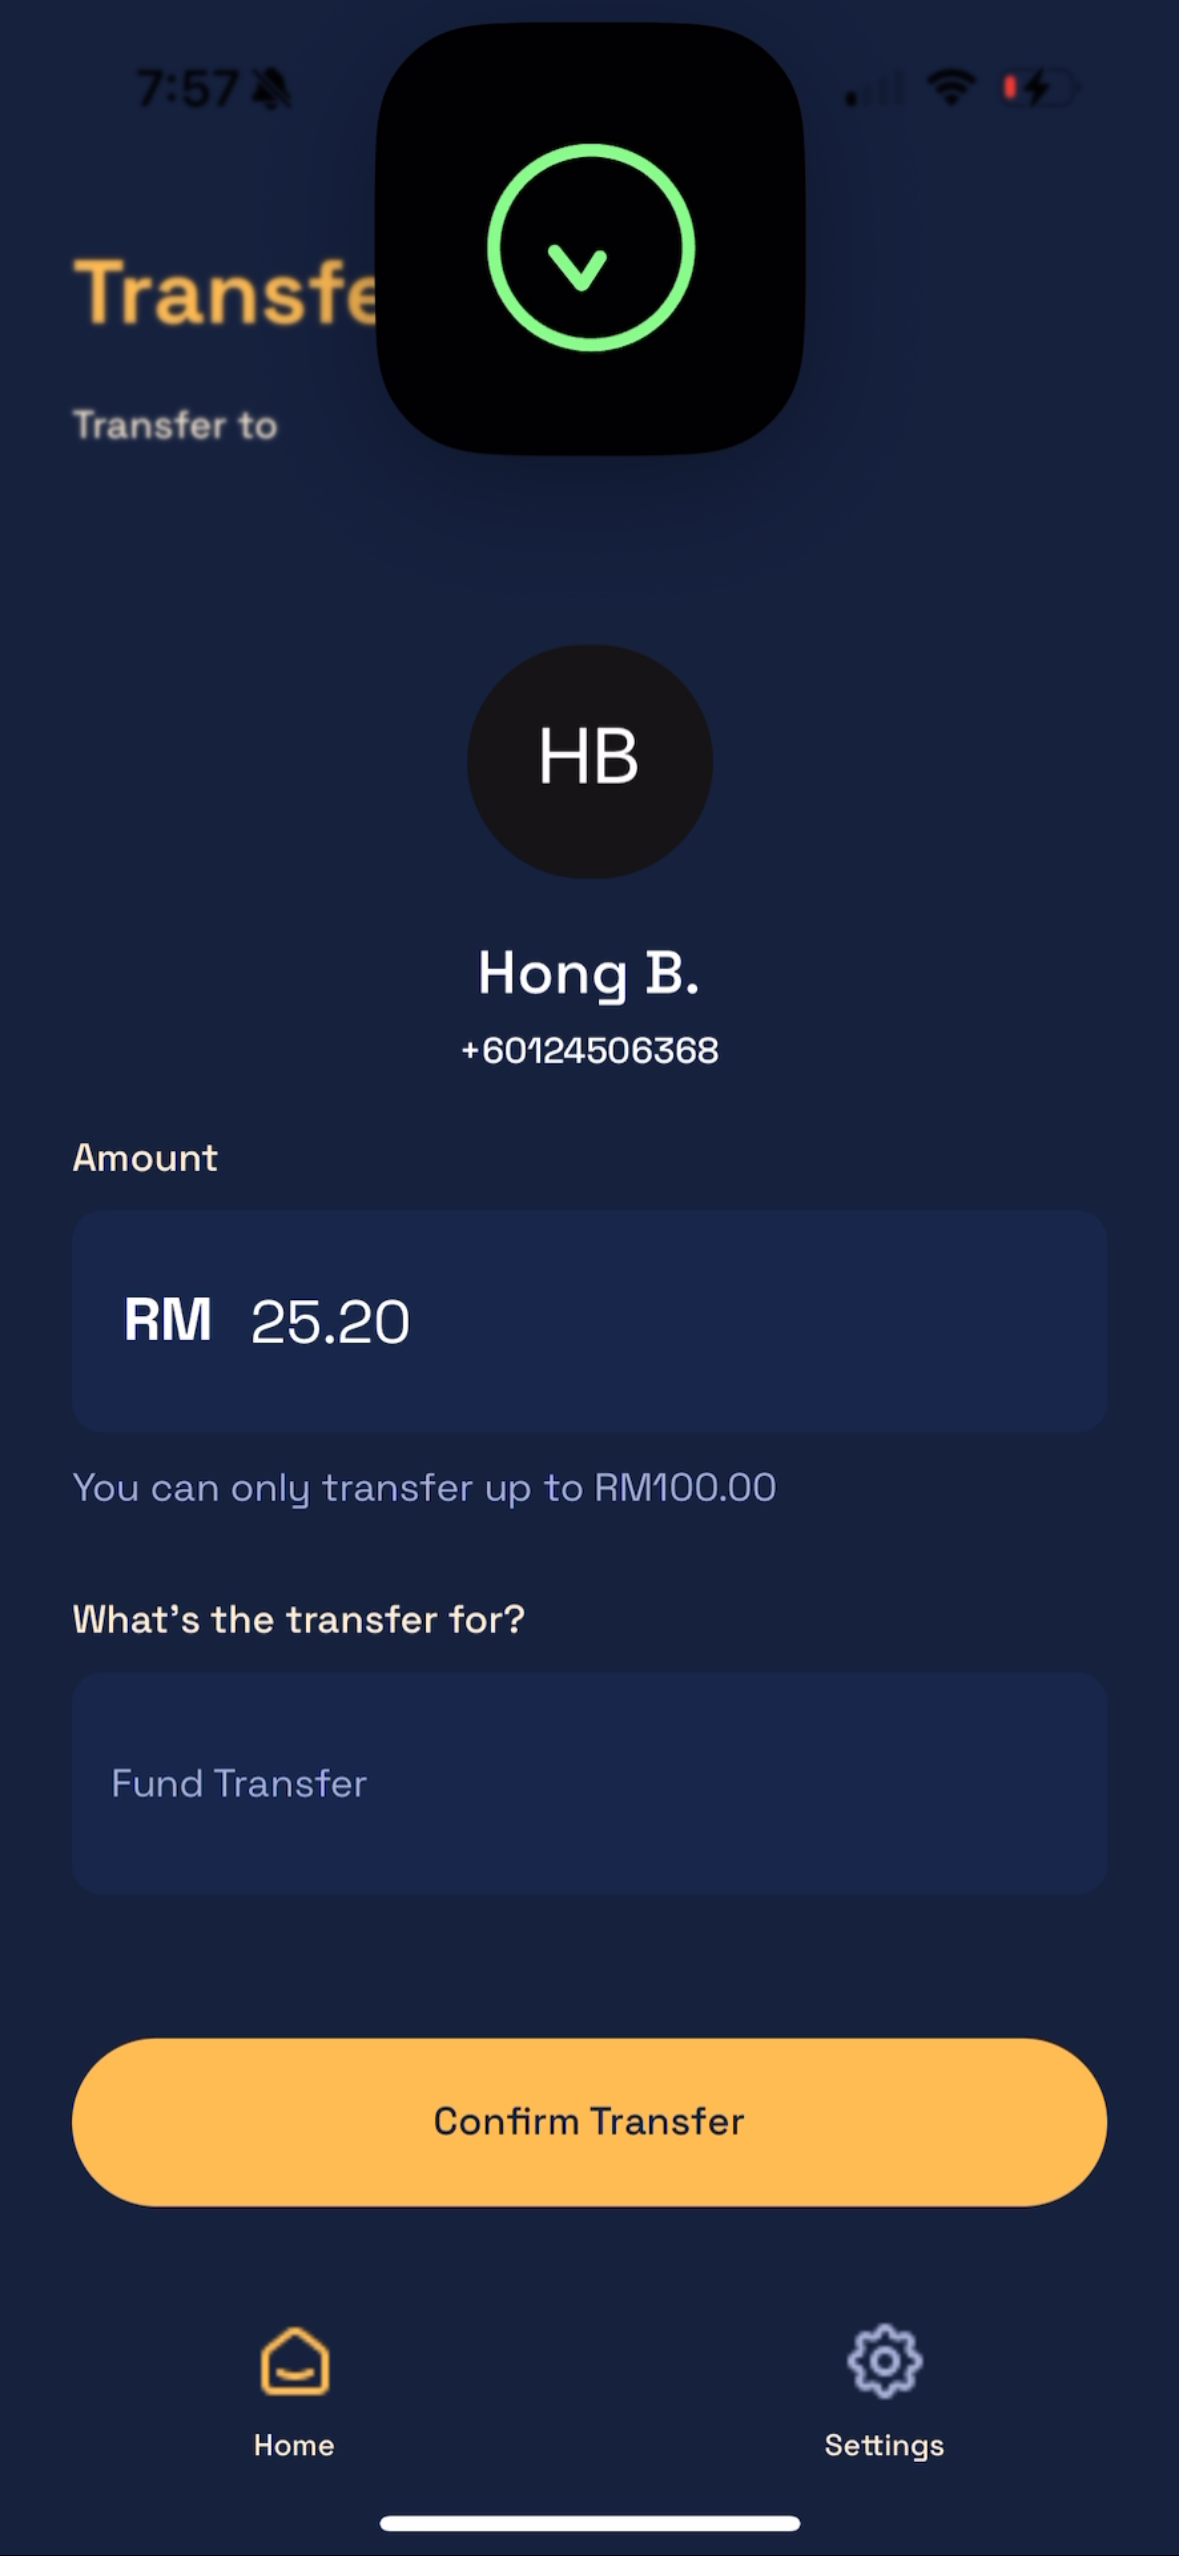 7:57
Transfe
Transfer to
HB
Hong B.
+60124506368
Amount
RM 25.20
You can only transfer up to RM100.00
What's the transfer for?
Fund Transfer
Confirm Transfer
Home
Settings